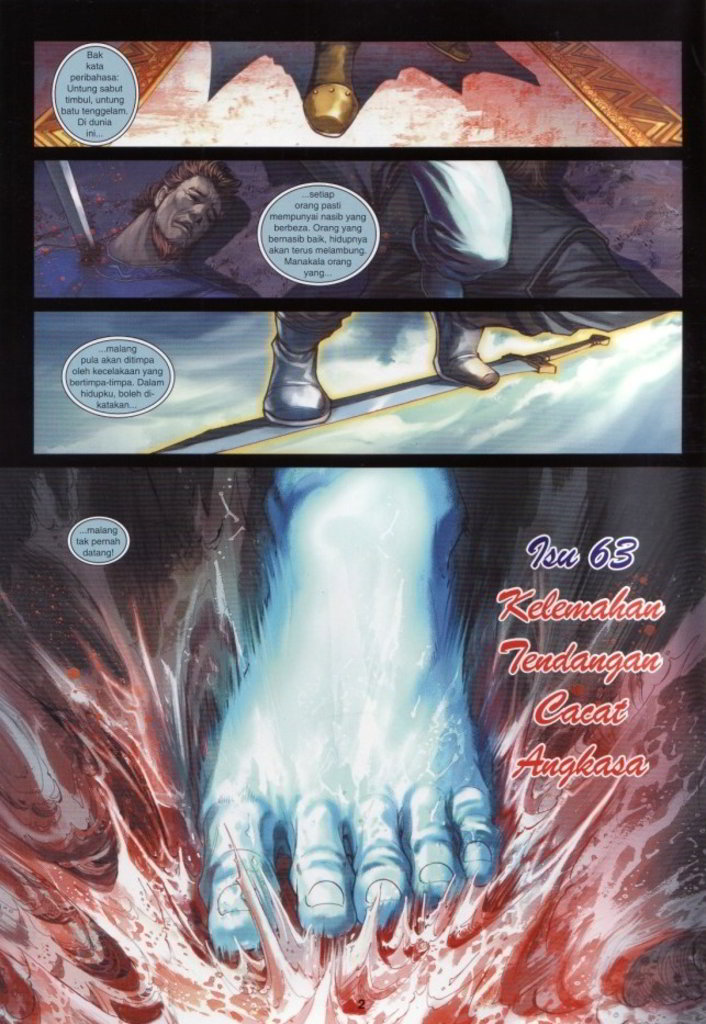 Bak
kata
peribahasa:
Untung sabut
timbul, untung
batu tenggelam.
Di dunia
ini...
...setiap
orang pasti
mempunyai nasib yang
berbeza. Orang yang
bernasib baik, hidupnya
akan terus melambung.
Manakala orang
yang...
...malang
pula akan ditimpa
oleh kecelakaan yang
bertimpa-timpa. Dalam
hidupku, boleh di-
katakan...
...malang
tak pernah
datang!
Isu 63
Kelemahan
Tendangan
Cacat
Angkasa
2